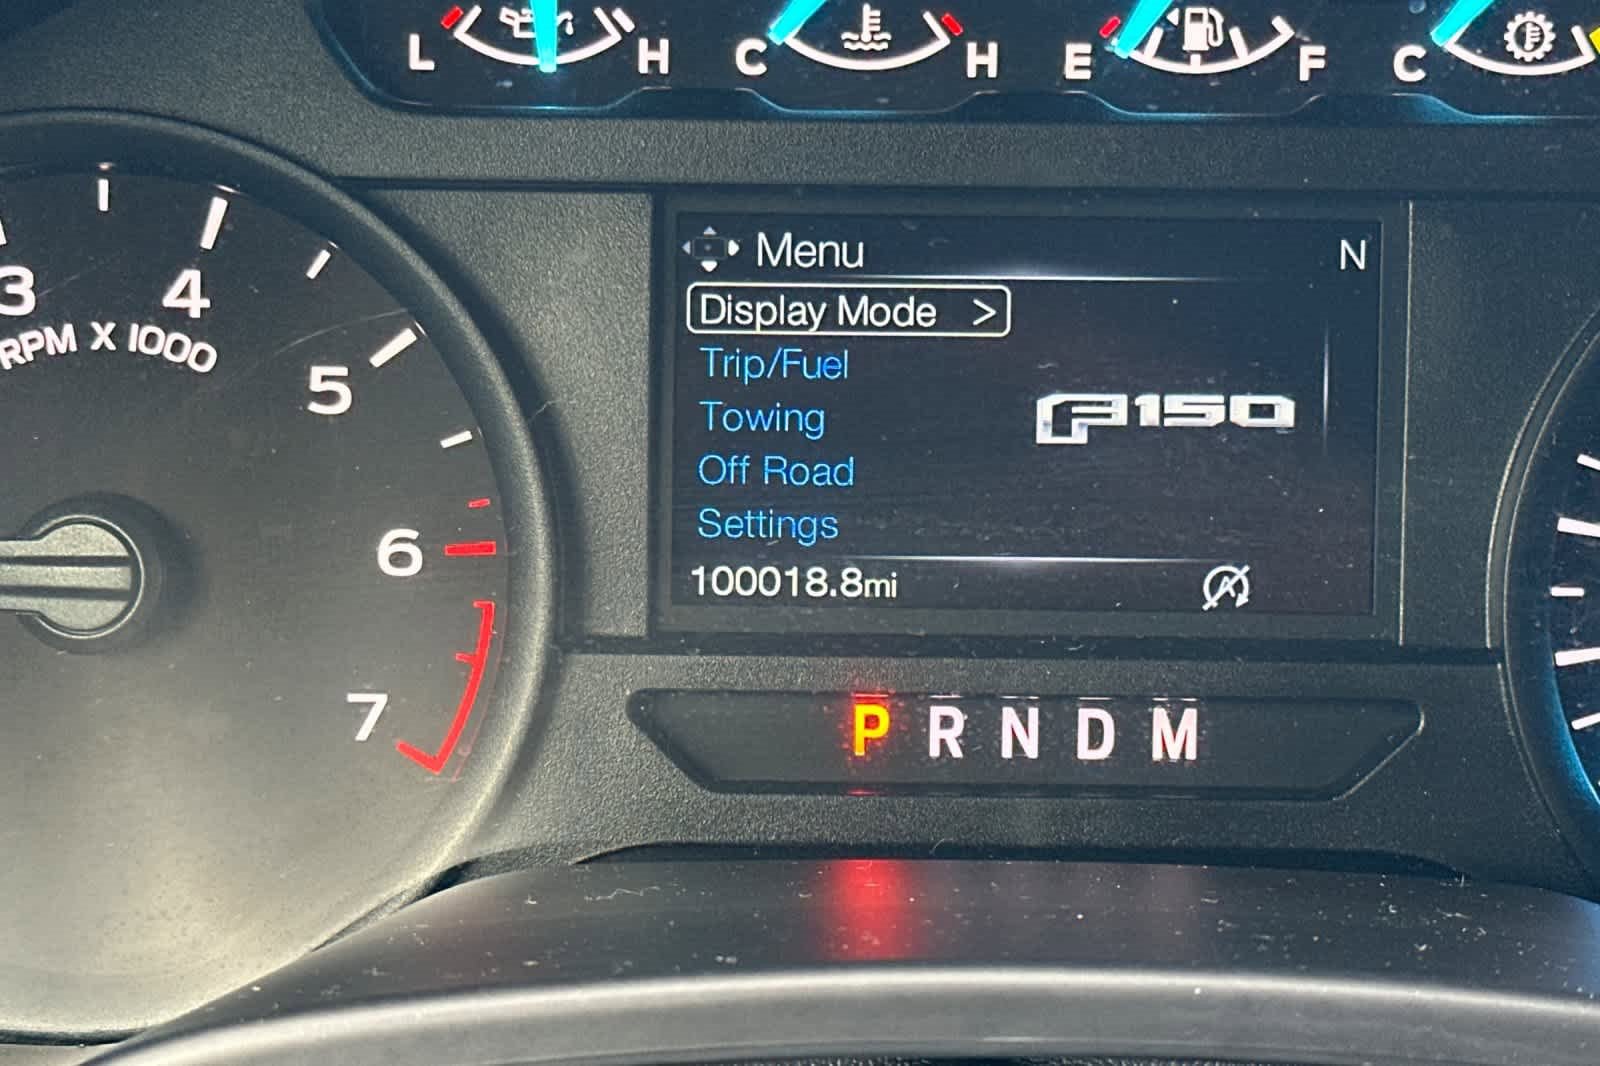 L H C H E F C
Menu N
Display Mode >
Trip/Fuel
Towing
Off Road
Settings
F150
100018.8mi
3 4 5 6 7
RPM X 1000
P R N D M